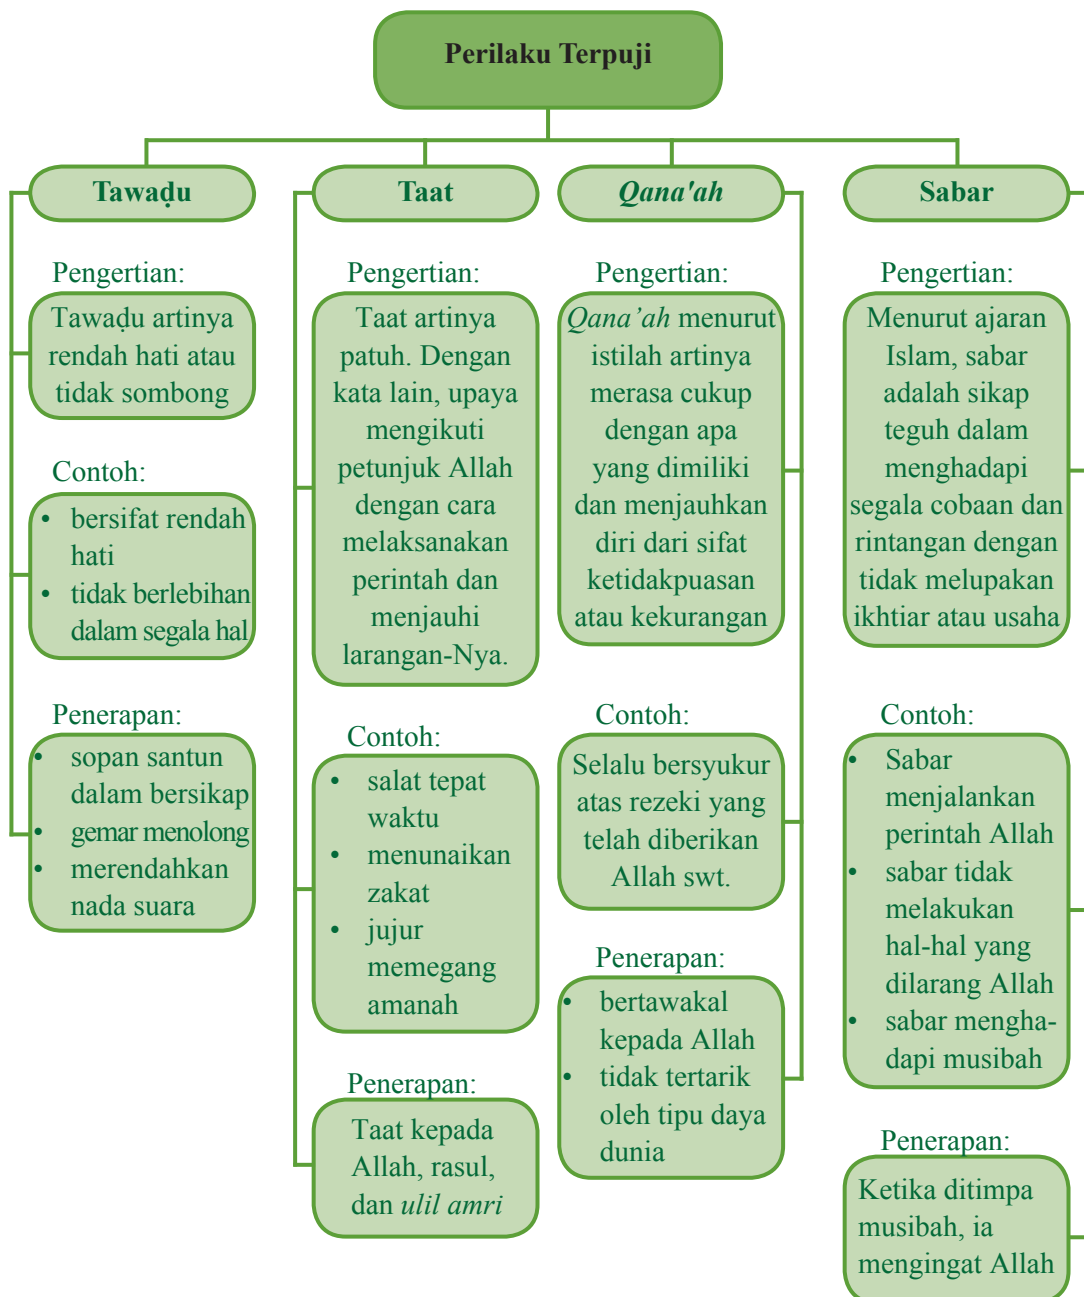 Perilaku Terpuji
Tawaḍu
Pengertian:
Tawaḍu artinya
rendah hati atau
tidak sombong
Contoh:
• bersifat rendah
hati
• tidak berlebihan
dalam segala hal
Penerapan:
• sopan santun
dalam bersikap
• gemar menolong
• merendahkan
nada suara
Taat
Pengertian:
Taat artinya
patuh. Dengan
kata lain, upaya
mengikuti
petunjuk Allah
dengan cara
melaksanakan
perintah dan
menjauhi
larangan-Nya.
Contoh:
• salat tepat
waktu
• menunaikan
zakat
• jujur
memegang
amanah
Penerapan:
Taat kepada
Allah, rasul,
dan ulil amri
Qana'ah
Pengertian:
Qana’ah menurut
istilah artinya
merasa cukup
dengan apa
yang dimiliki
dan menjauhkan
diri dari sifat
ketidakpuasan
atau kekurangan
Contoh:
Selalu bersyukur
atas rezeki yang
telah diberikan
Allah swt.
Penerapan:
• bertawakal
kepada Allah
• tidak tertarik
oleh tipu daya
dunia
Sabar
Pengertian:
Menurut ajaran
Islam, sabar
adalah sikap
teguh dalam
menghadapi
segala cobaan dan
rintangan dengan
tidak melupakan
ikhtiar atau usaha
Contoh:
• Sabar
menjalankan
perintah Allah
• sabar tidak
melakukan
hal-hal yang
dilarang Allah
• sabar mengha-
dapi musibah
Penerapan:
Ketika ditimpa
musibah, ia
mengingat Allah